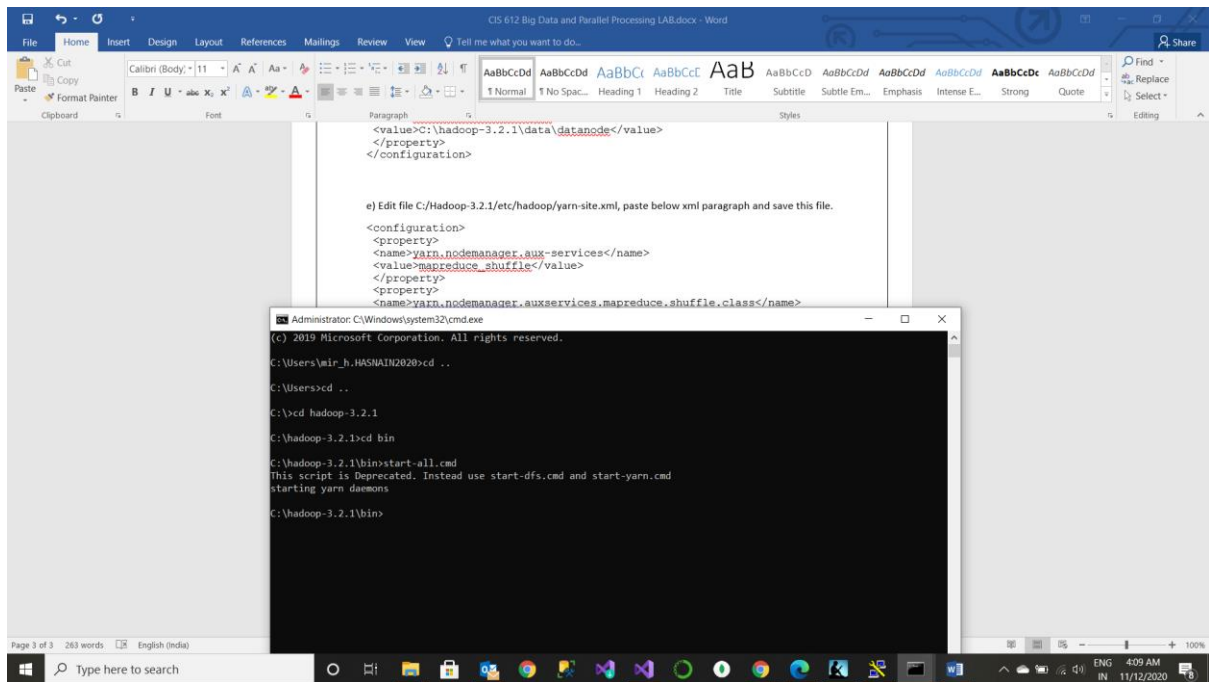 CIS 612 Big Data and Parallel Processing LAB.docx - Word
File Home Insert Design Layout References Mailings Review View Tell me what you want to do... Share
Paste
Cut
Copy
Format Painter
Clipboard
Calibri (Body) 11
Font
Paragraph
AaBbCcDd AaBbCcDd AaBbCc AaBbCcE AaB AaBbCcD AaBbCcDd AaBbCcDd AaBbCcDd AaBbCcDc AaBbCcDd
¶ Normal ¶ No Spac... Heading 1 Heading 2 Title Subtitle Subtle Em... Emphasis Intense E... Strong Quote
Styles
Find
Replace
Select
Editing
<value>C:\hadoop-3.2.1\data\datanode</value>
</property>
</configuration>
e) Edit file C:/Hadoop-3.2.1/etc/hadoop/yarn-site.xml, paste below xml paragraph and save this file.
<configuration>
<property>
<name>yarn.nodemanager.aux-services</name>
<value>mapreduce_shuffle</value>
</property>
<property>
<name>yarn.nodemanager.auxservices.mapreduce.shuffle.class</name>
Administrator: C:\Windows\system32\cmd.exe
(c) 2019 Microsoft Corporation. All rights reserved.
C:\Users\mir_h.HASNAIN2020>cd ..
C:\Users>cd ..
C:\>cd hadoop-3.2.1
C:\hadoop-3.2.1>cd bin
C:\hadoop-3.2.1\bin>start-all.cmd
This script is Deprecated. Instead use start-dfs.cmd and start-yarn.cmd
starting yarn daemons
C:\hadoop-3.2.1\bin>
Page 3 of 3 263 words English (India) 100%
Type here to search
ENG 4:09 AM
IN 11/12/2020